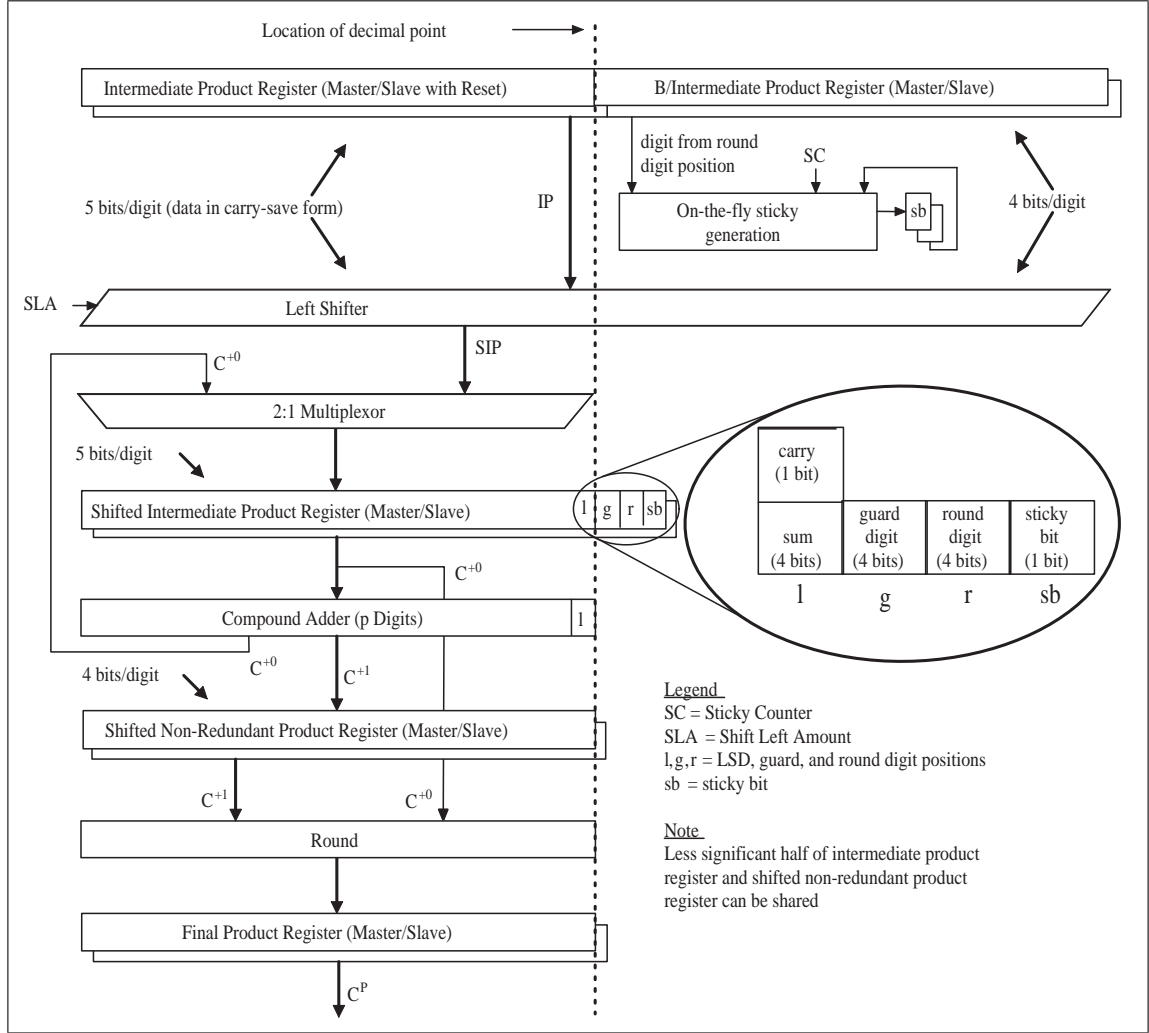 Location of decimal point
Intermediate Product Register (Master/Slave with Reset)
B/Intermediate Product Register (Master/Slave)
digit from round
digit position
SC
5 bits/digit (data in carry-save form)
IP
On-the-fly sticky
generation
sb
4 bits/digit
SLA
Left Shifter
SIP
C+0
2:1 Multiplexor
5 bits/digit
Shifted Intermediate Product Register (Master/Slave)
l
g
r
sb
carry
(1 bit)
sum
(4 bits)
guard
digit
(4 bits)
round
digit
(4 bits)
sticky
bit
(1 bit)
l
g
r
sb
C+0
Compound Adder (p Digits)
l
C+0
C+1
4 bits/digit
Shifted Non-Redundant Product Register (Master/Slave)
C+1
C+0
Round
Final Product Register (Master/Slave)
CP
Legend
SC = Sticky Counter
SLA = Shift Left Amount
l,g,r = LSD, guard, and round digit positions
sb = sticky bit
Note
Less significant half of intermediate product
register and shifted non-redundant product
register can be shared